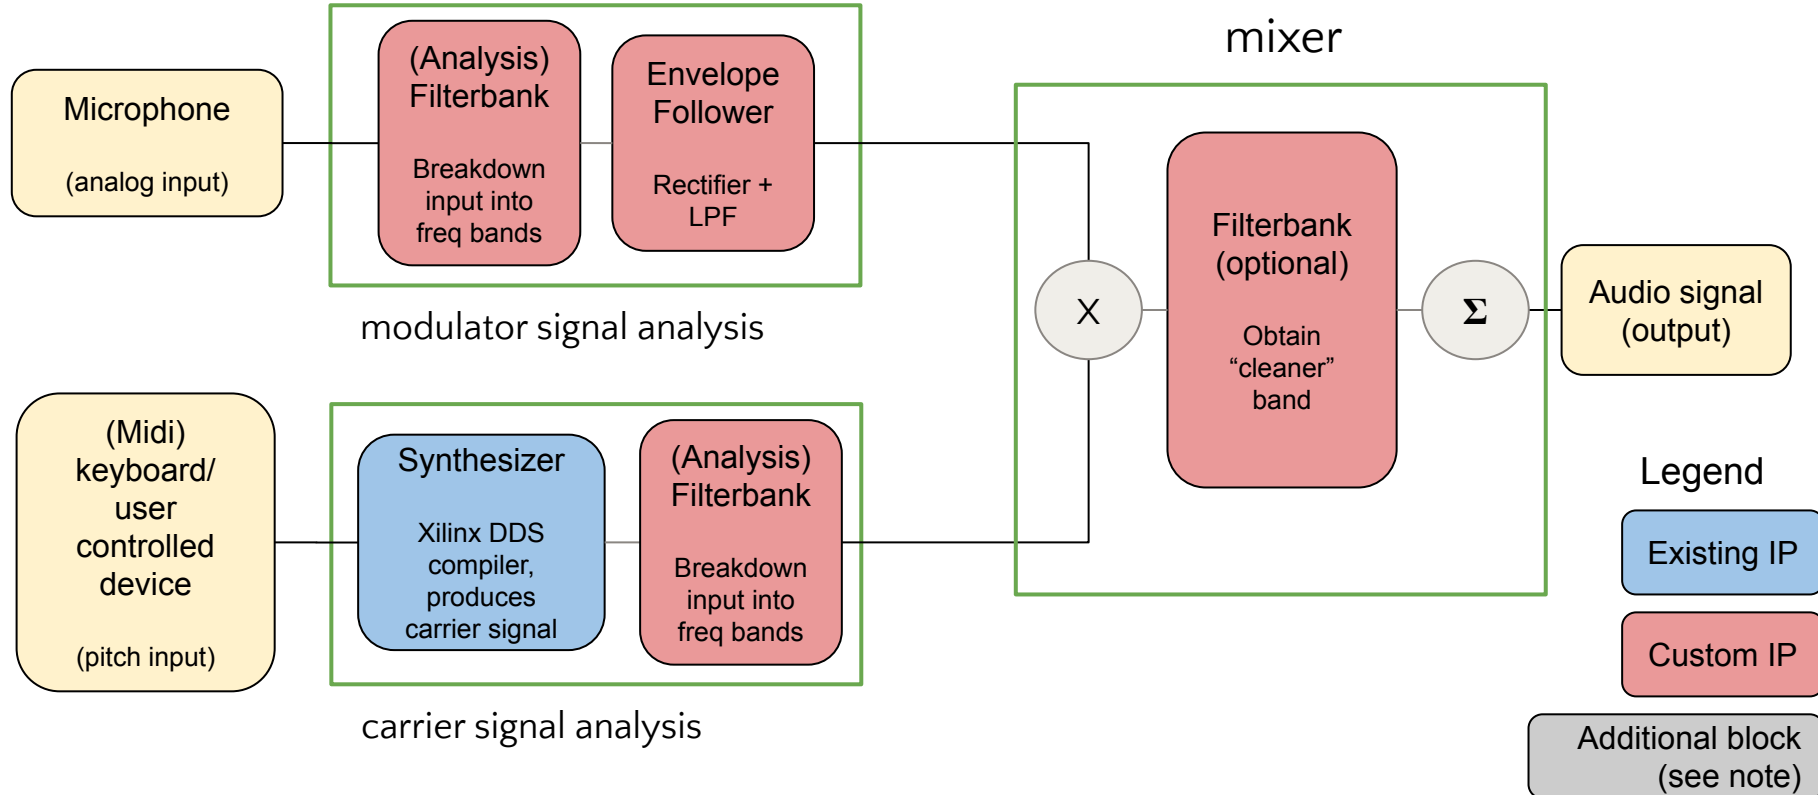 mixer
Microphone
(analog input)
(Analysis)
Filterbank
Breakdown
input into
freq bands
Envelope
Follower
Rectifier +
LPF
modulator signal analysis
(Midi)
keyboard/
user
controlled
device
(pitch input)
Synthesizer
Xilinx DDS
compiler,
produces
carrier signal
(Analysis)
Filterbank
Breakdown
input into
freq bands
carrier signal analysis
X
Filterbank
(optional)
Obtain
“cleaner”
band
Σ
Audio signal
(output)
Legend
Existing IP
Custom IP
Additional block
(see note)